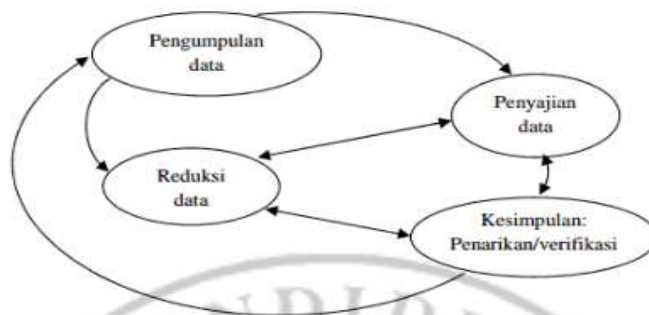 Pengumpulan
data
Penyajian
data
Reduksi
data
Kesimpulan:
Penarikan/verifikasi